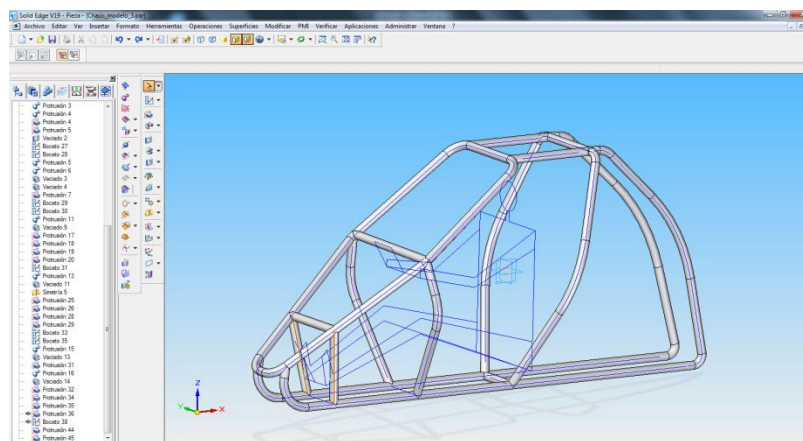 Solid Edge V19 - Pieza - [Chasis_modelo_3.par]
Archivo Editar Ver Insertar Formato Herramientas Operaciones Superficies Modificar PMI Verificar Aplicaciones Administrar Ventana ?
Protrusión 3
Protrusión 4
Protrusión 4
Protrusión 5
Vaciado 2
Boceto 27
Boceto 28
Protrusión 5
Protrusión 6
Vaciado 3
Vaciado 4
Protrusión 7
Boceto 29
Boceto 30
Protrusión 11
Vaciado 9
Protrusión 17
Protrusión 18
Protrusión 19
Protrusión 20
Boceto 31
Protrusión 13
Vaciado 11
Simetría 5
Protrusión 25
Protrusión 26
Protrusión 28
Protrusión 29
Boceto 33
Boceto 35
Protrusión 15
Vaciado 13
Protrusión 31
Protrusión 16
Vaciado 14
Protrusión 32
Protrusión 34
Protrusión 35
Protrusión 36
Boceto 38
Protrusión 44
Protrusión 45
Z
Y
X